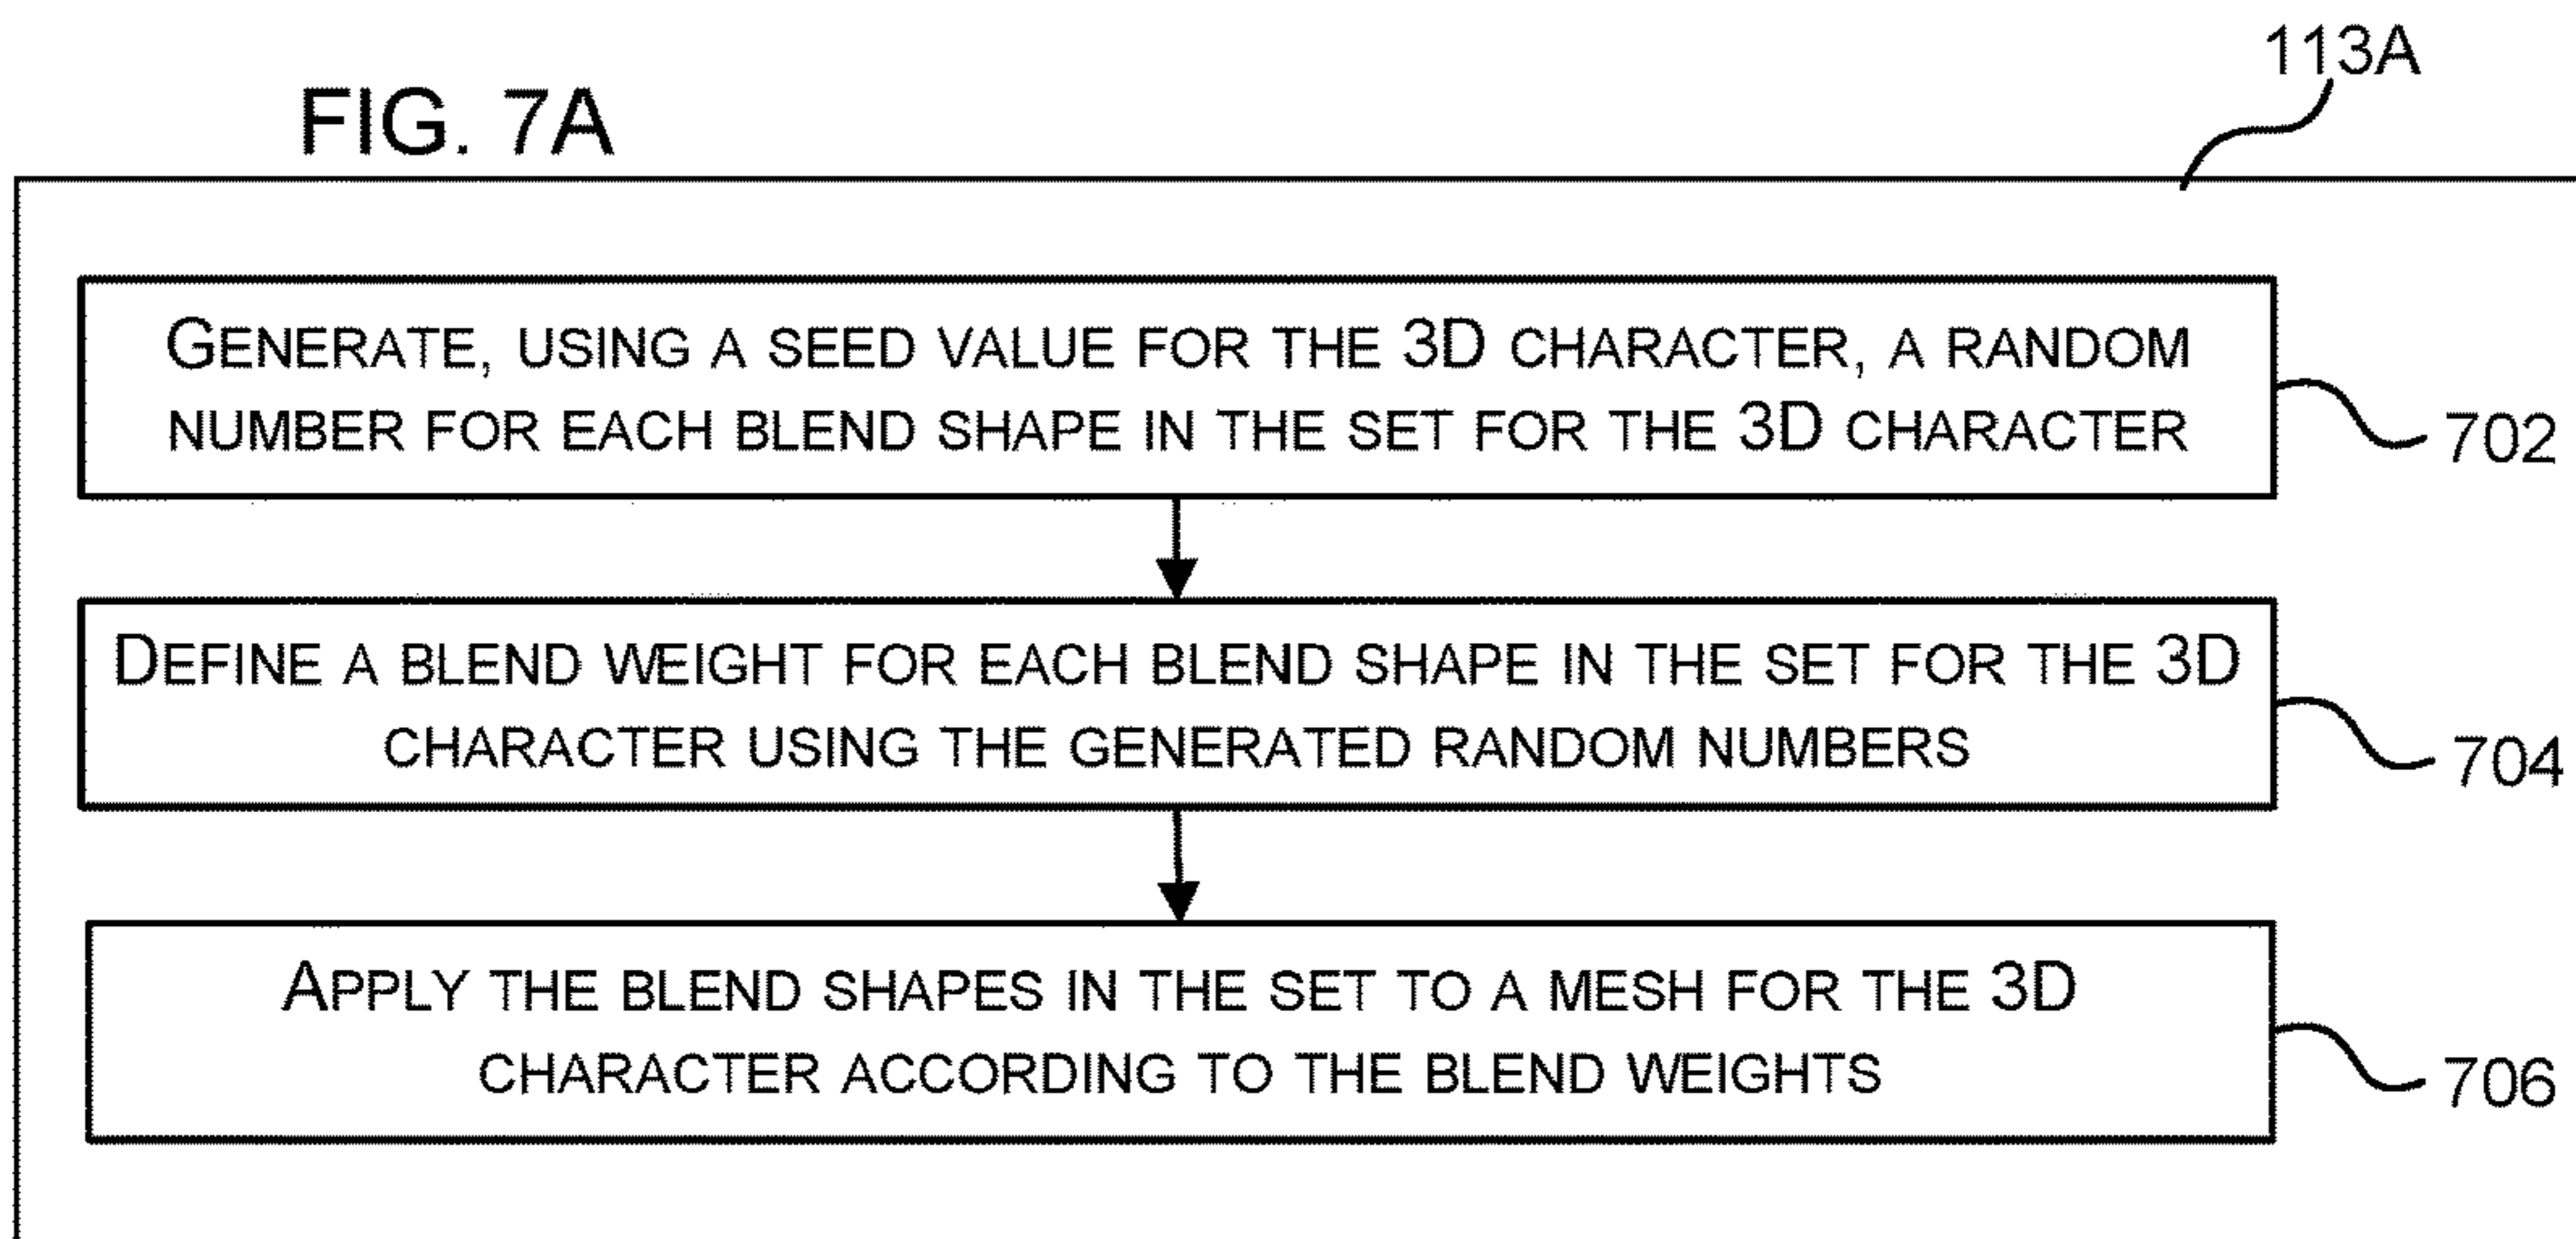 113A
FIG. 7A
GENERATE, USING A SEED VALUE FOR THE 3D CHARACTER, A RANDOM
NUMBER FOR EACH BLEND SHAPE IN THE SET FOR THE 3D CHARACTER
702
DEFINE A BLEND WEIGHT FOR EACH BLEND SHAPE IN THE SET FOR THE 3D
CHARACTER USING THE GENERATED RANDOM NUMBERS
704
APPLY THE BLEND SHAPES IN THE SET TO A MESH FOR THE 3D
CHARACTER ACCORDING TO THE BLEND WEIGHTS
706